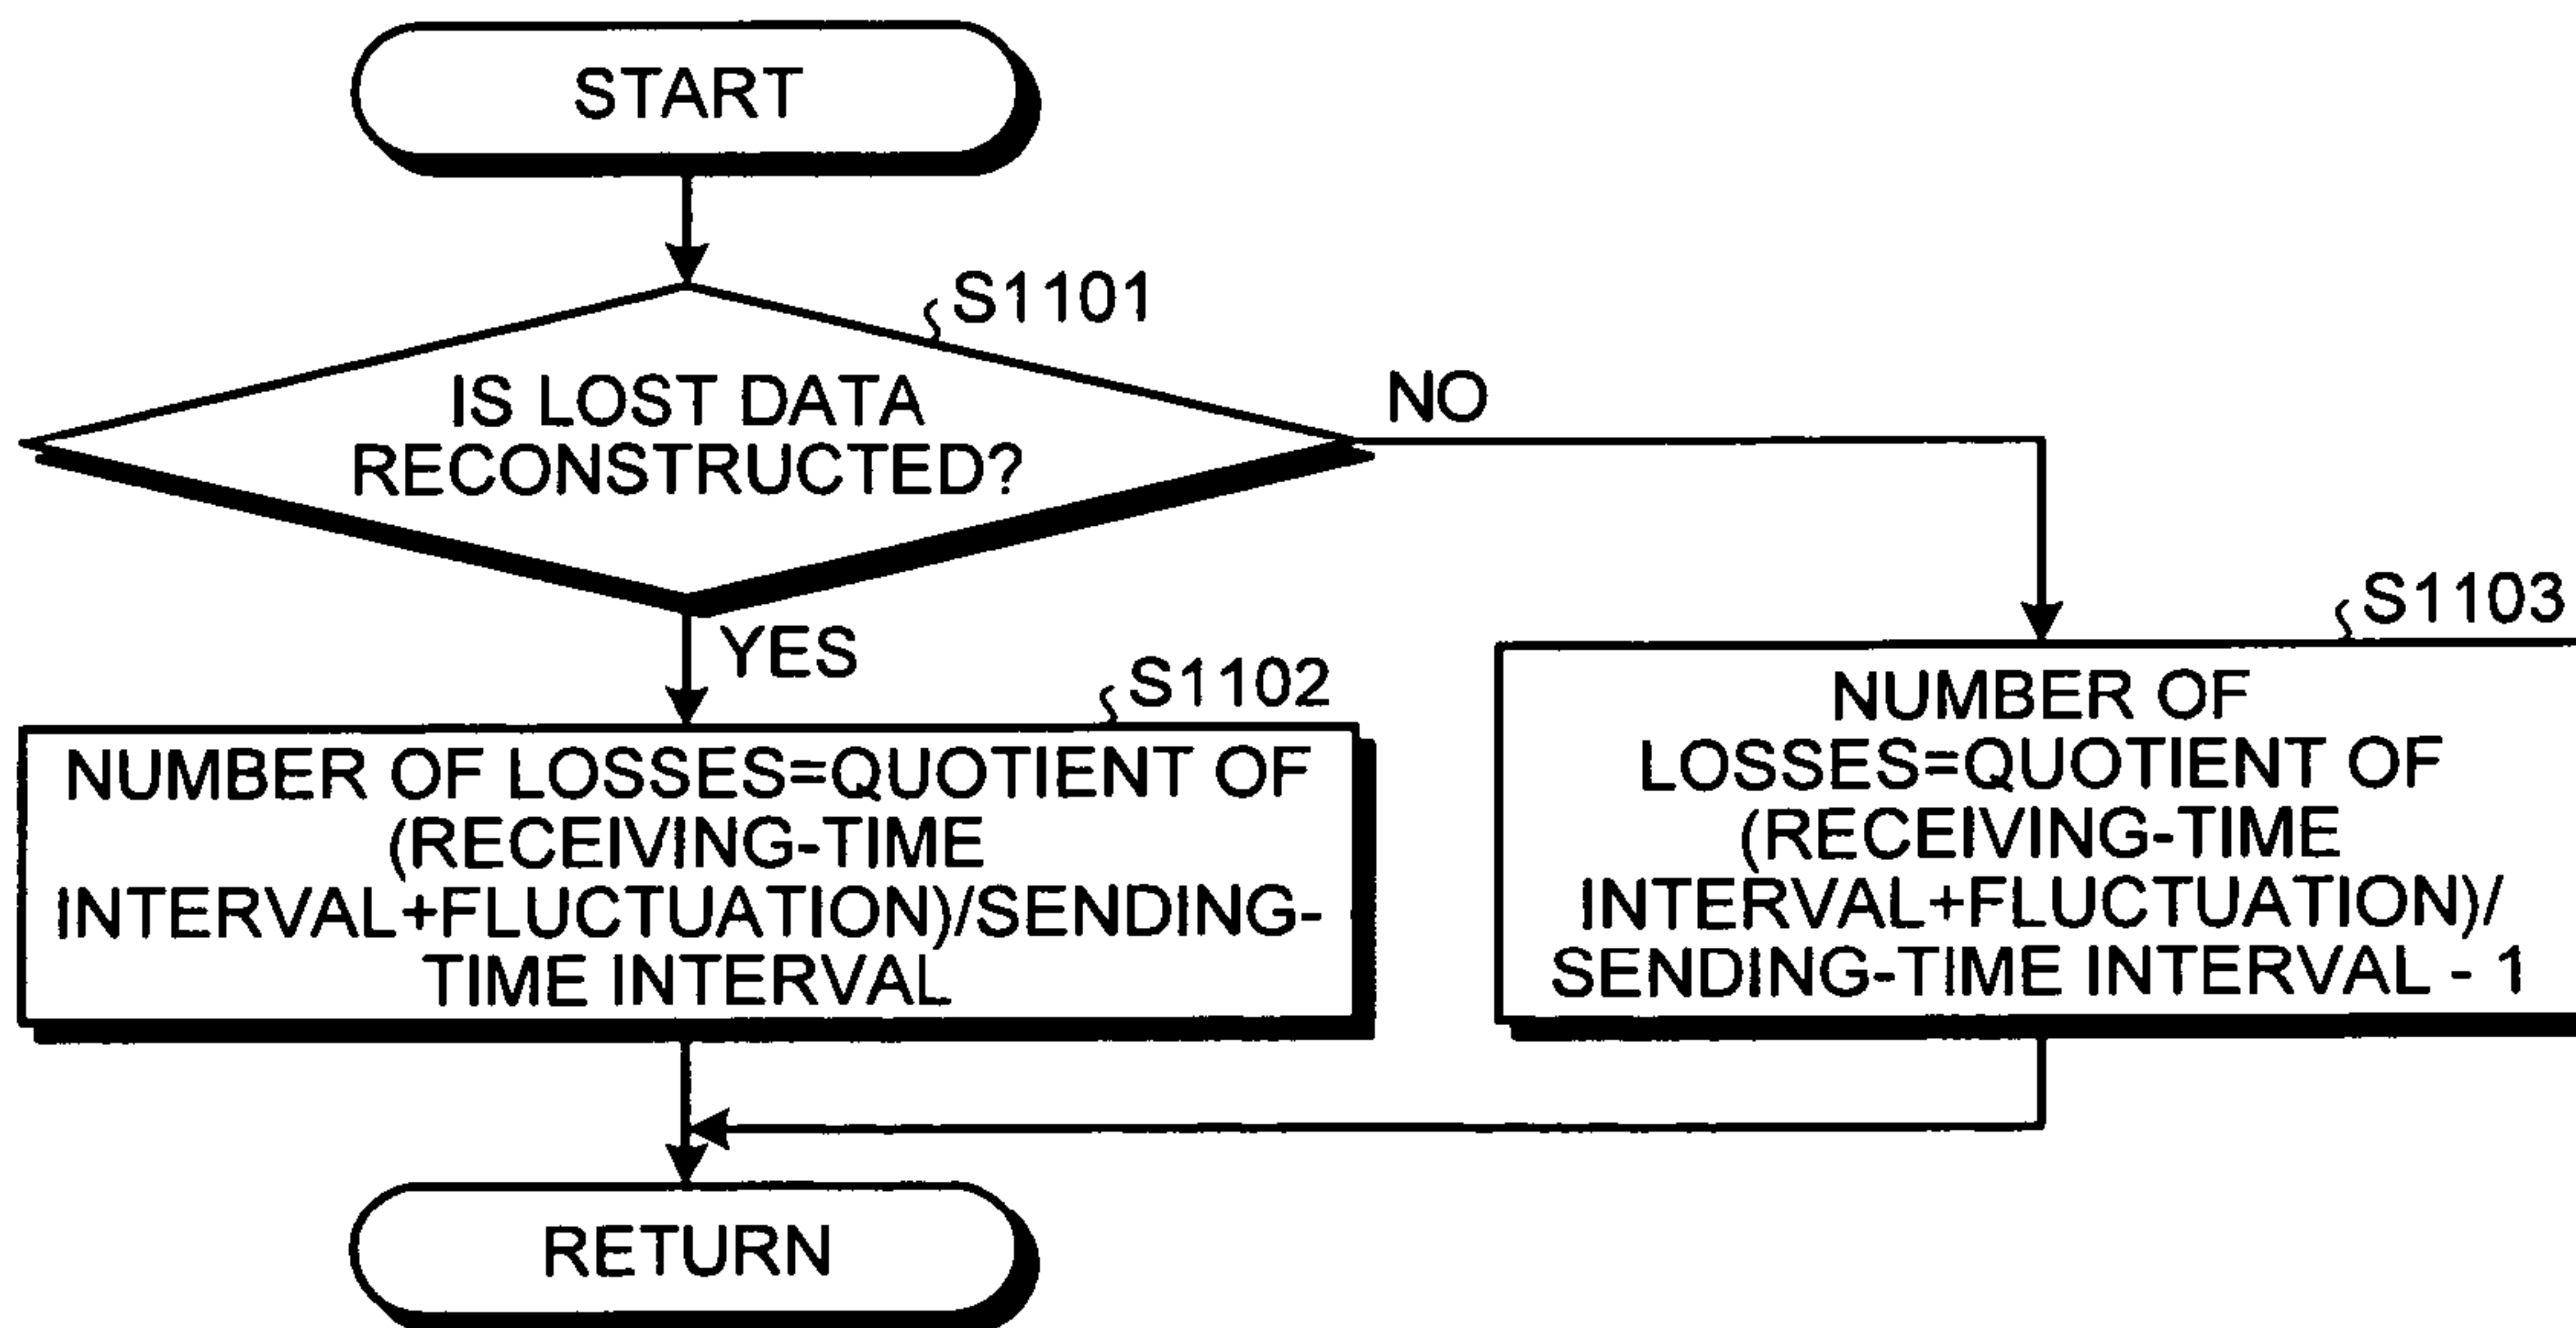 START
S1101
IS LOST DATA
RECONSTRUCTED?
NO
YES
S1102
NUMBER OF LOSSES=QUOTIENT OF
(RECEIVING-TIME
INTERVAL+FLUCTUATION)/SENDING-
TIME INTERVAL
S1103
NUMBER OF
LOSSES=QUOTIENT OF
(RECEIVING-TIME
INTERVAL+FLUCTUATION)/
SENDING-TIME INTERVAL - 1
RETURN